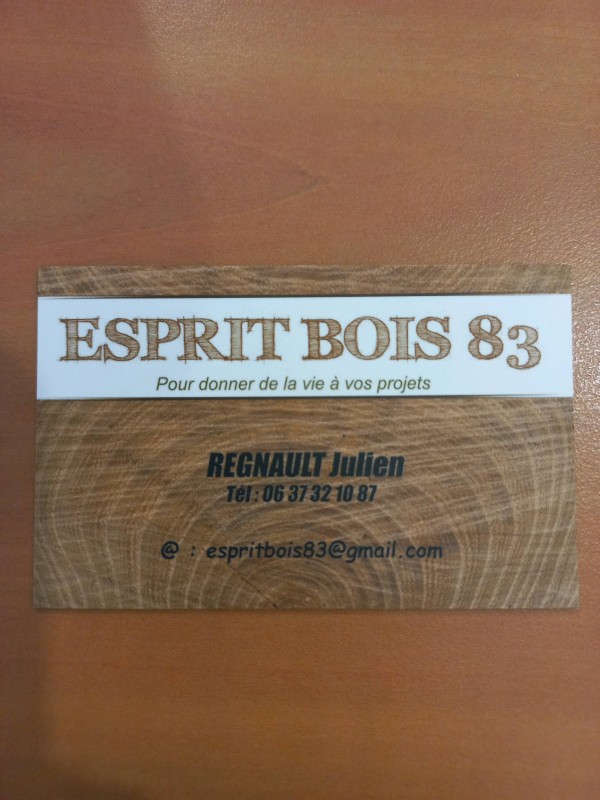 ESPRIT BOIS 83
Pour donner de la vie à vos projets
REGNAULT Julien
Tél : 06 37 32 10 87
@ : espritbois83@gmail.com